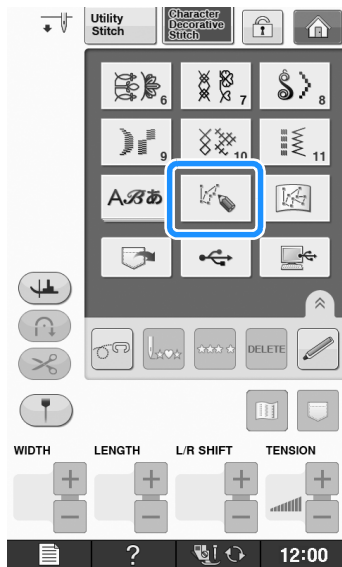 Utility
Stitch
Character
Decorative
Stitch
6
7
8
9
10
11
Aℬあ
DELETE
WIDTH
LENGTH
L/R SHIFT
TENSION
+
+
+
+
−
−
−
−
?
12:00